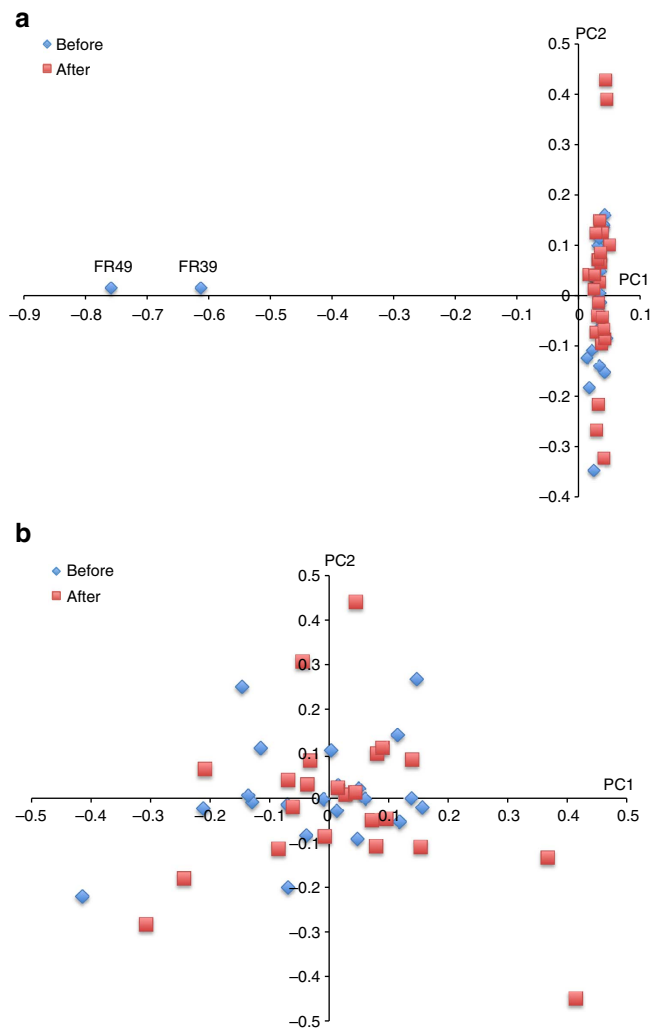 a
Before
After
PC2
0.5
0.4
0.3
0.2
0.1
0
–0.1
–0.2
–0.3
–0.4
FR49
FR39
PC1
–0.9 –0.8 –0.7 –0.6 –0.5 –0.4 –0.3 –0.2 –0.1 0 0.1
b
Before
After
PC2
0.5
0.4
0.3
0.2
0.1
0
–0.1
–0.2
–0.3
–0.4
–0.5
PC1
–0.5 –0.4 –0.3 –0.2 –0.1 0 0.1 0.2 0.3 0.4 0.5